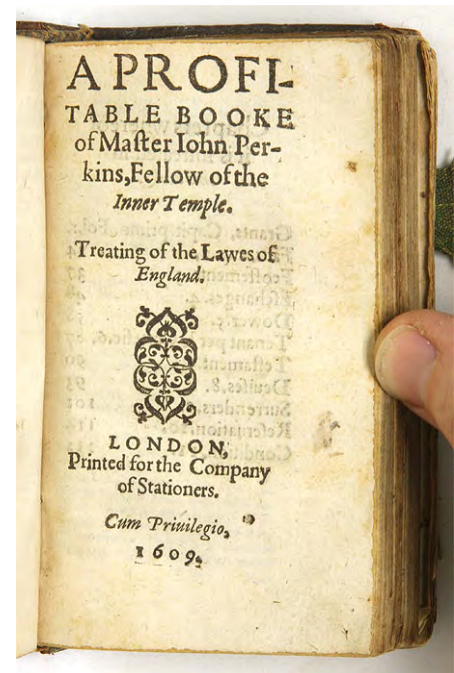 A PROFI-
TABLE BOOKE
of Maſter Iohn Per-
kins, Fellow of the
Inner Temple.
Treating of the Lawes of
England.
LONDON,
Printed for the Company
of Stationers.
Cum Priuilegio,
1609.